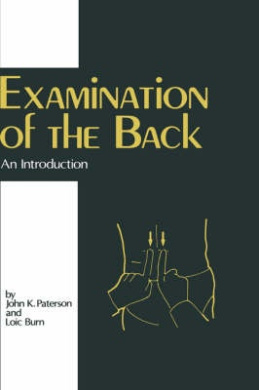 Examination
of the Back
An Introduction
by
John K. Paterson
and
Loic Burn